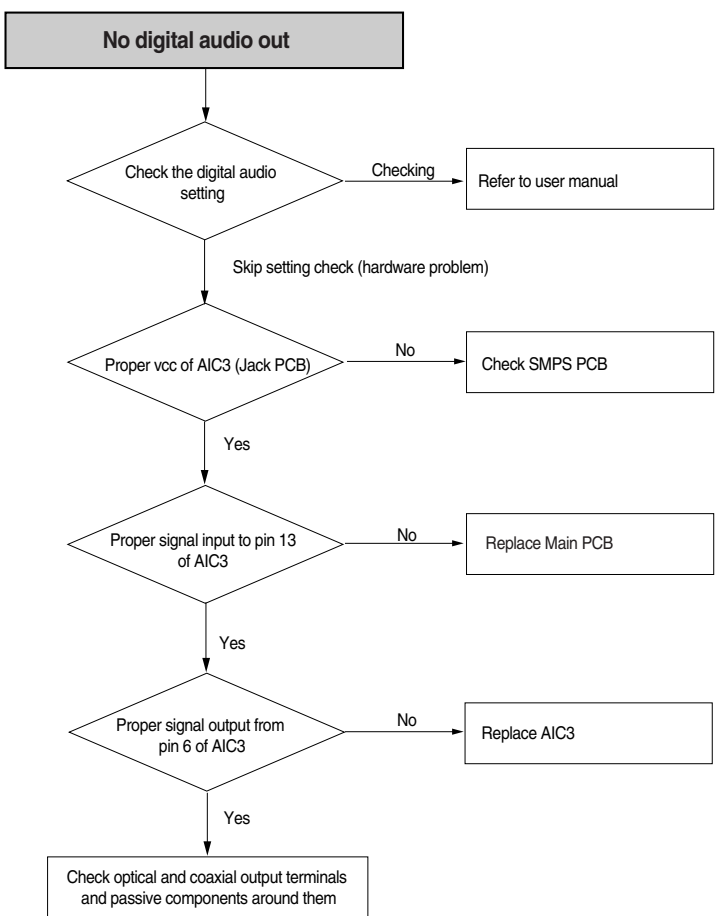 No digital audio out
Check the digital audio
setting
Checking
Refer to user manual
Skip setting check (hardware problem)
Proper vcc of AIC3 (Jack PCB)
No
Check SMPS PCB
Yes
Proper signal input to pin 13
of AIC3
No
Replace Main PCB
Yes
Proper signal output from
pin 6 of AIC3
No
Replace AIC3
Yes
Check optical and coaxial output terminals
and passive components around them